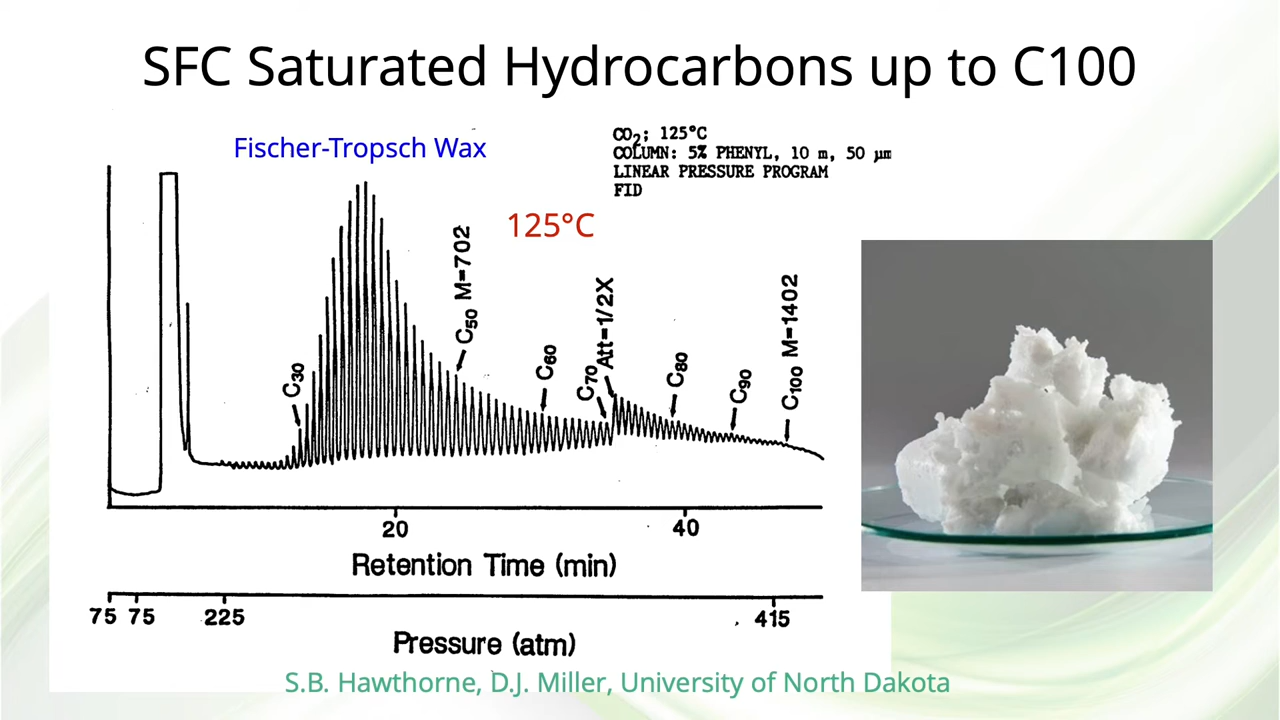 SFC Saturated Hydrocarbons up to C100
Fischer-Tropsch Wax
CO₂; 125°C
COLUMN: 5% PHENYL, 10 m, 50 µm
LINEAR PRESSURE PROGRAM
FID
125°C
C₃₀
C₅₀ M=702
C₆₀
C₇₀
Att=1/2X
C₈₀
C₉₀
C₁₀₀ M=1402
20 40
Retention Time (min)
75 75 225 415
Pressure (atm)
S.B. Hawthorne, D.J. Miller, University of North Dakota